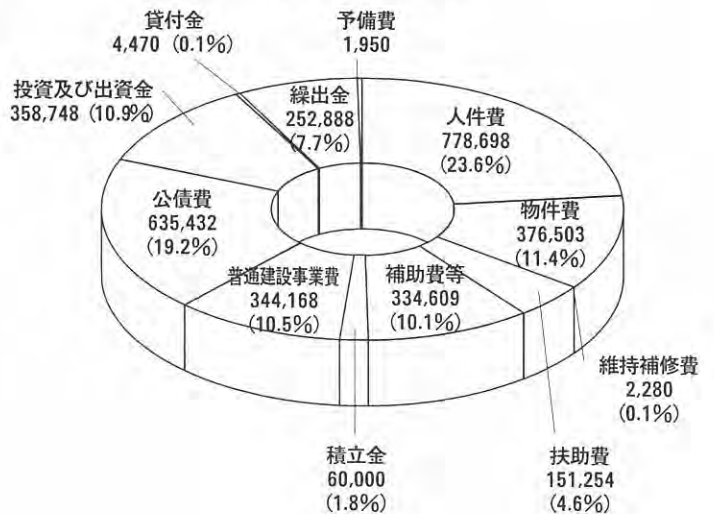 貸付金
4,470 (0.1%)
予備費
1,950
投資及び出資金
358,748 (10.9%)
繰出金
252,888
(7.7%)
人件費
778,698
(23.6%)
公債費
635,432
(19.2%)
物件費
376,503
(11.4%)
普通建設事業費
344,168
(10.5%)
補助費等
334,609
(10.1%)
維持補修費
2,280
(0.1%)
積立金
60,000
(1.8%)
扶助費
151,254
(4.6%)